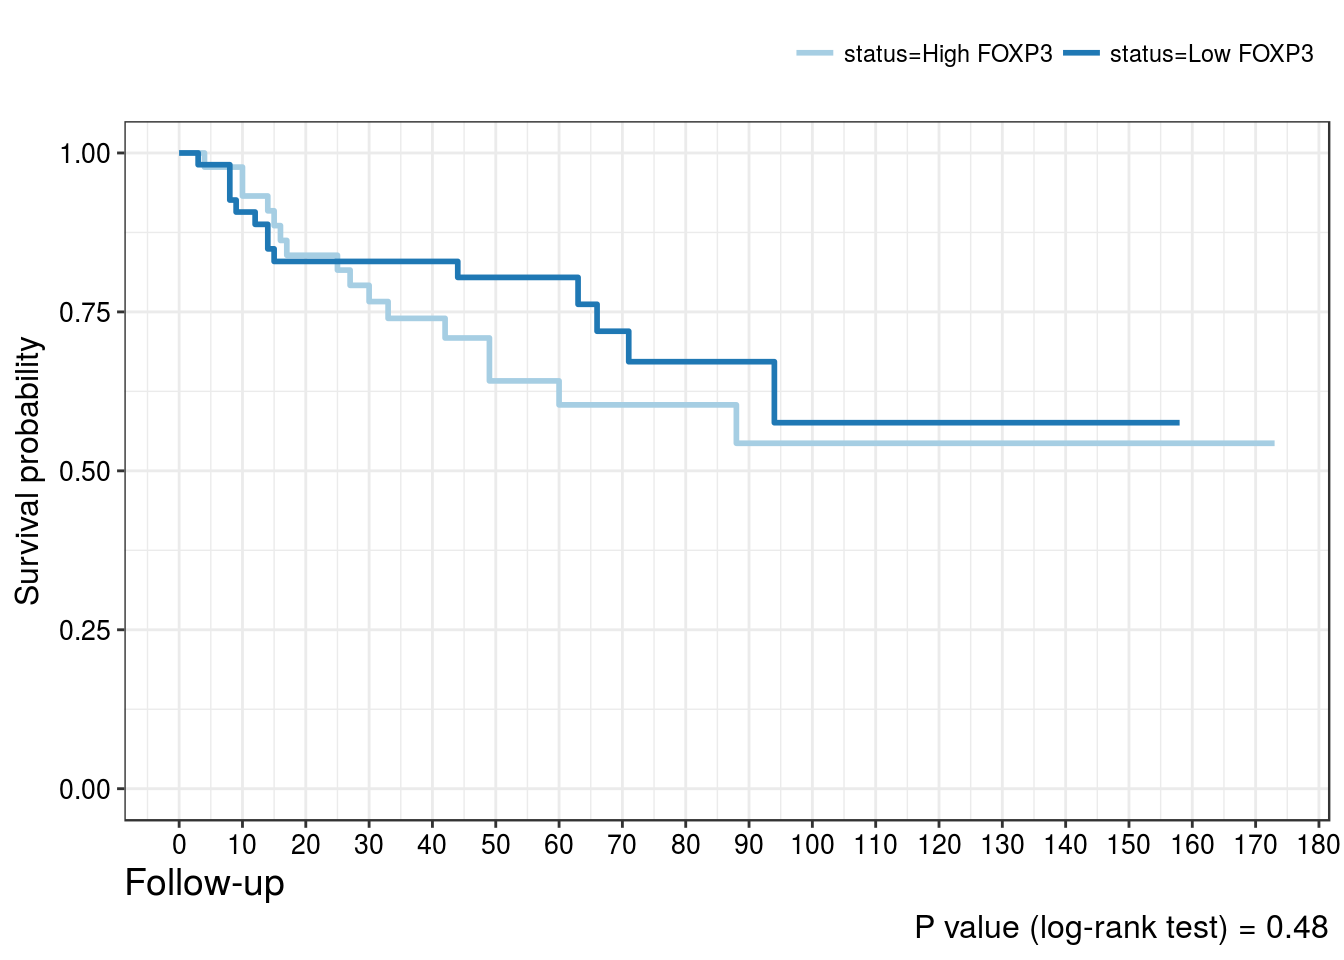 status=High FOXP3 status=Low FOXP3
Survival probability
1.00
0.75
0.50
0.25
0.00
0 10 20 30 40 50 60 70 80 90 100 110 120 130 140 150 160 170 180
Follow-up
P value (log-rank test) = 0.48